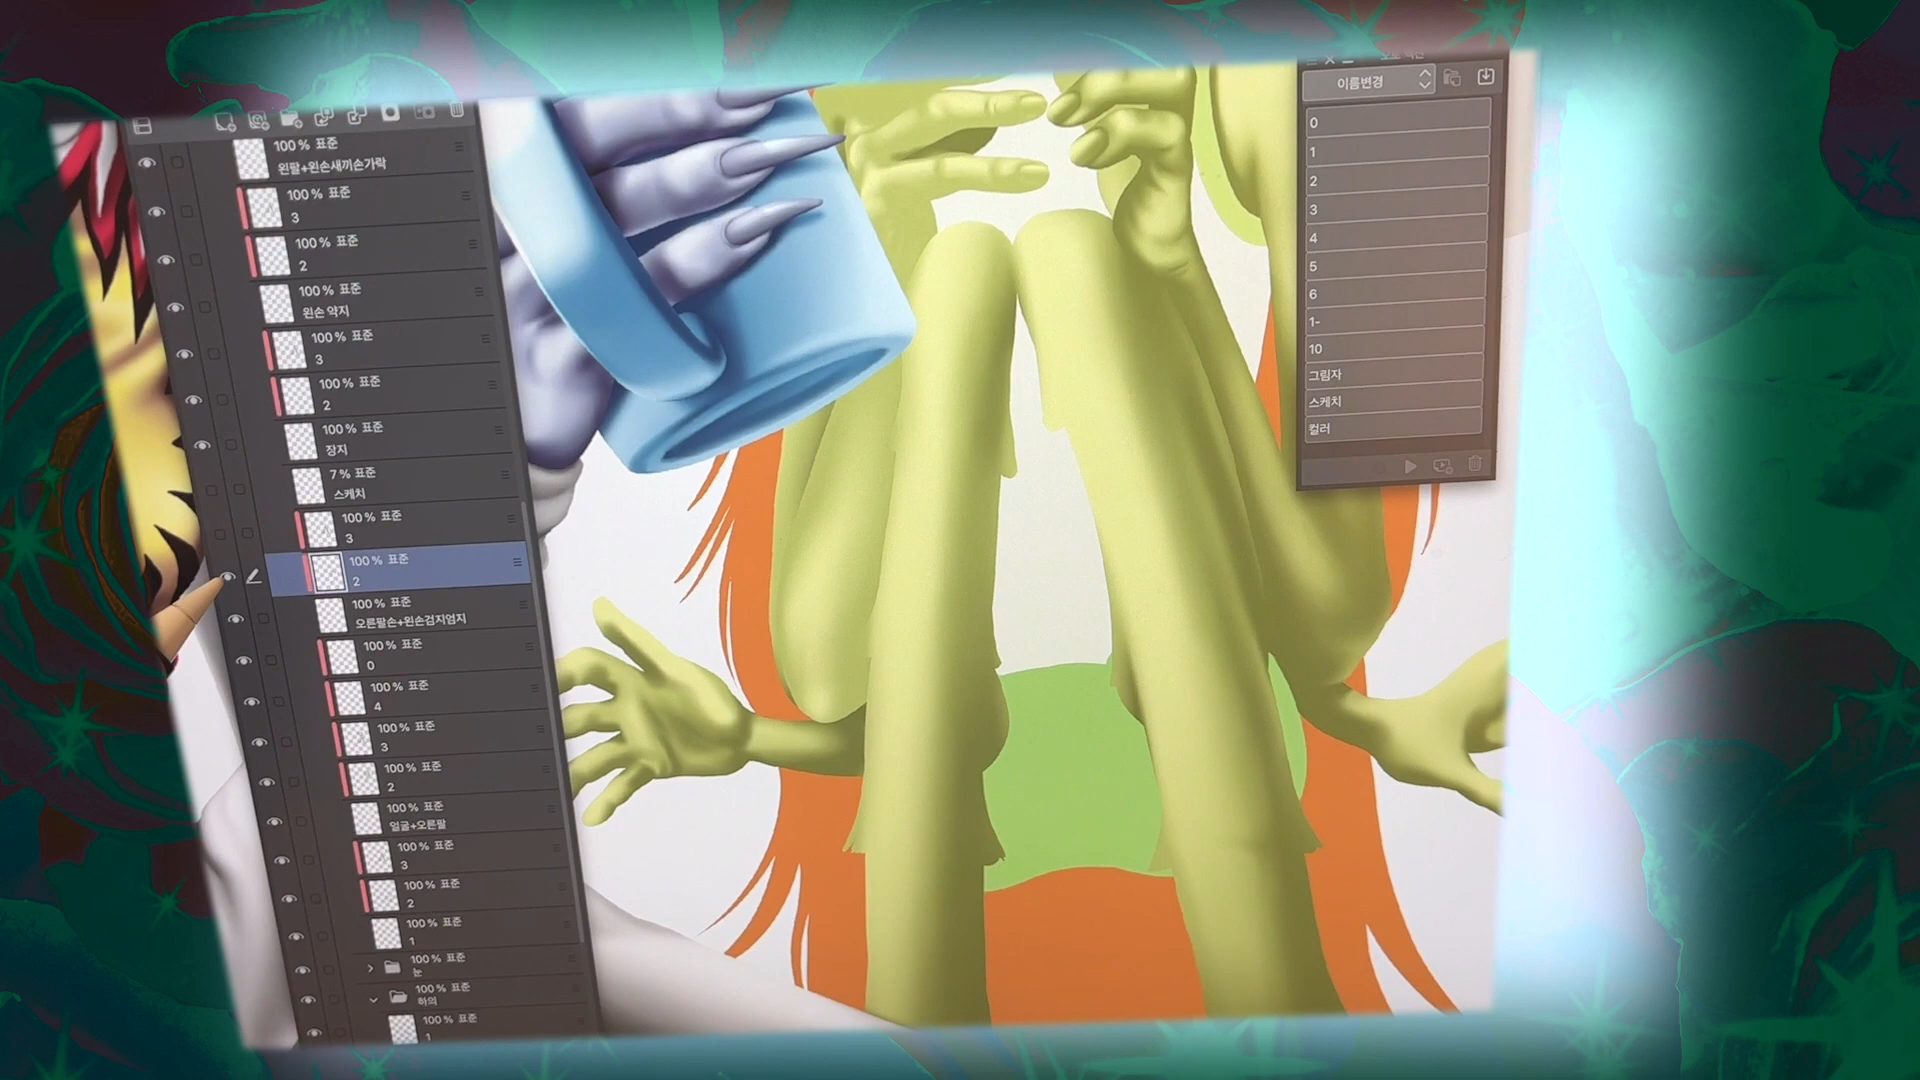 100 % 표준
왼팔+왼손새끼손가락
100 % 표준
3
100 % 표준
2
100 % 표준
왼손 약지
100 % 표준
3
100 % 표준
2
100 % 표준
장지
7 % 표준
스케치
100 % 표준
3
100 % 표준
2
100 % 표준
오른팔손+왼손검지엄지
100 % 표준
0
100 % 표준
4
100 % 표준
3
100 % 표준
2
100 % 표준
얼굴+오른팔
100 % 표준
3
100 % 표준
2
100 % 표준
1
100 % 표준
눈
100 % 표준
하의
100 % 표준
1
이름변경
0
1
2
3
4
5
6
1-
10
그림자
스케치
컬러